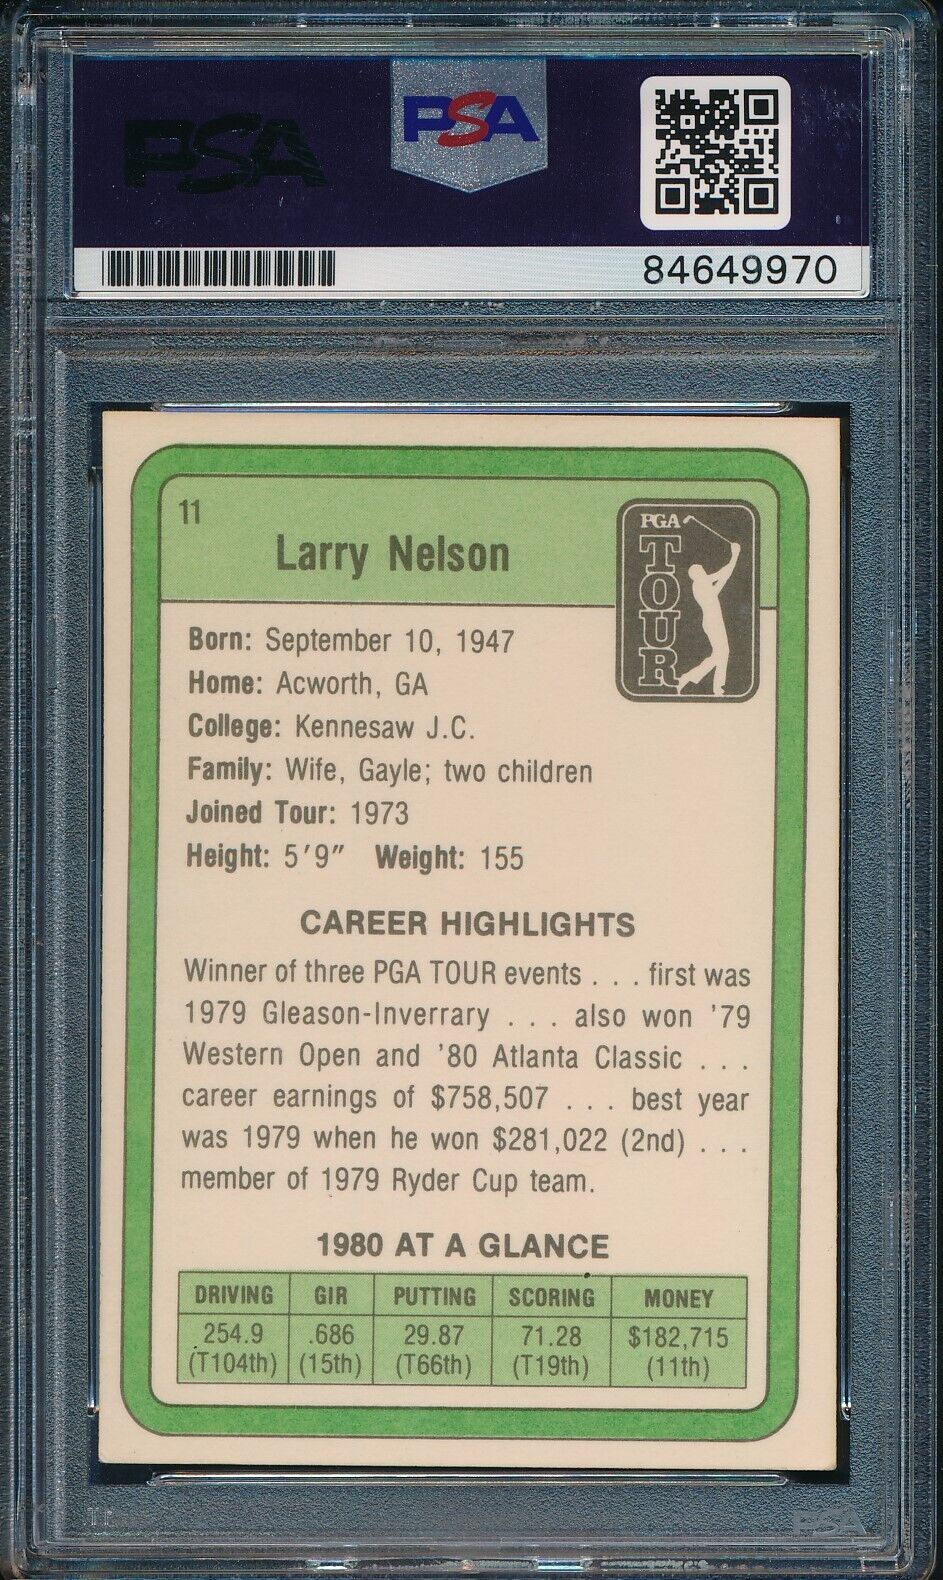 PSA
PSA
84649970
11
Larry Nelson
PGA
TOUR
Born: September 10, 1947
Home: Acworth, GA
College: Kennesaw J.C.
Family: Wife, Gayle; two children
Joined Tour: 1973
Height: 5'9" Weight: 155
CAREER HIGHLIGHTS
Winner of three PGA TOUR events . . . first was
1979 Gleason-Inverrary . . . also won '79
Western Open and '80 Atlanta Classic . . .
career earnings of $758,507 . . . best year
was 1979 when he won $281,022 (2nd) . . .
member of 1979 Ryder Cup team.
1980 AT A GLANCE
DRIVING GIR PUTTING SCORING MONEY
254.9 .686 29.87 71.28 $182,715
(T104th) (15th) (T66th) (T19th) (11th)
PSA